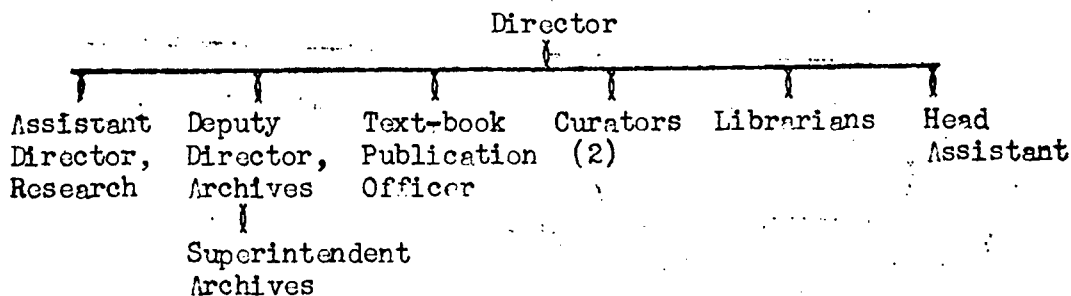 Director
Assistant Director, Research
Deputy Director, Archives
Text-book Publication Officer
Curators (2)
Librarians
Head Assistant
Superintendent Archives